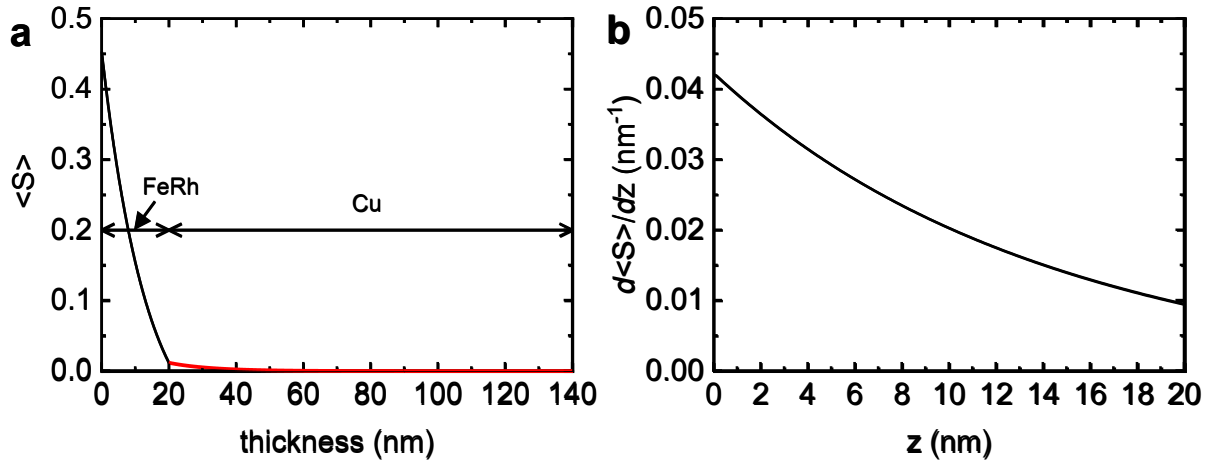 a
0.5
0.4
0.3
0.2
0.1
0.0
<S>
FeRh
Cu
0 20 40 60 80 100 120 140
thickness (nm)
b
0.05
0.04
0.03
0.02
0.01
0.00
d<S>/dz (nm⁻¹)
0 2 4 6 8 10 12 14 16 18 20
z (nm)